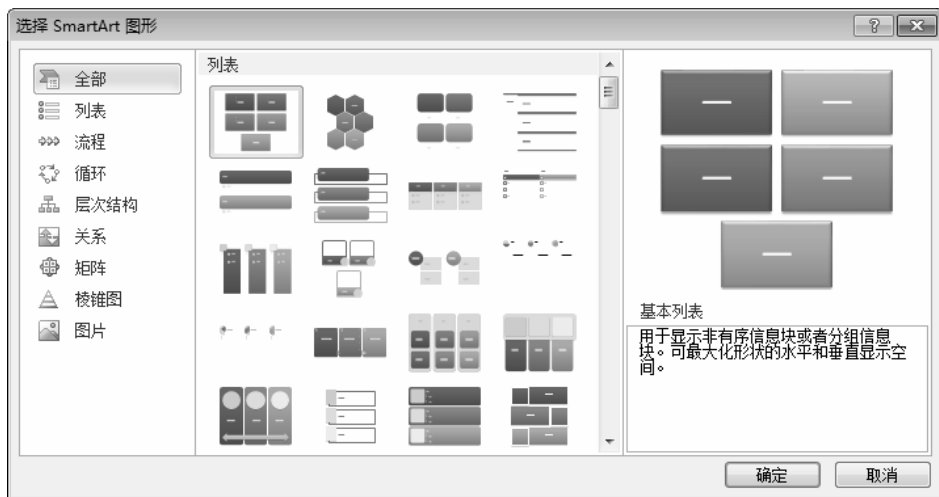 选择 SmartArt 图形
全部
列表
流程
循环
层次结构
关系
矩阵
棱锥图
图片
列表
基本列表
用于显示非有序信息块或者分组信息
块。可最大化形状的水平和垂直显示空
间。
确定
取消